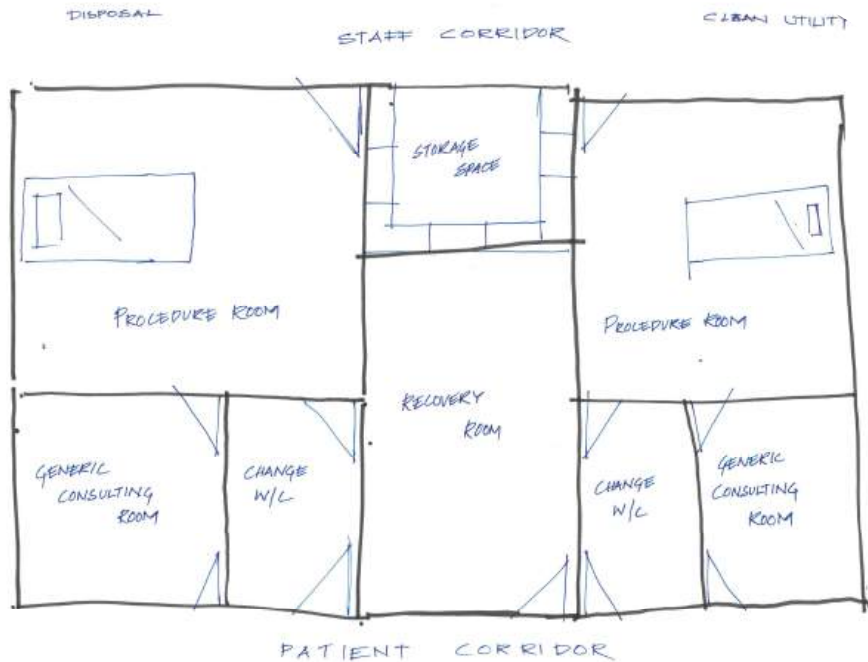 DISPOSAL
CLEAN UTILITY
STAFF CORRIDOR
STORAGE
SPACE
PROCEDURE ROOM
PROCEDURE ROOM
RECOVERY
ROOM
GENERIC
CONSULTING
ROOM
CHANGE
W/C
CHANGE
W/C
GENERIC
CONSULTING
ROOM
PATIENT CORRIDOR